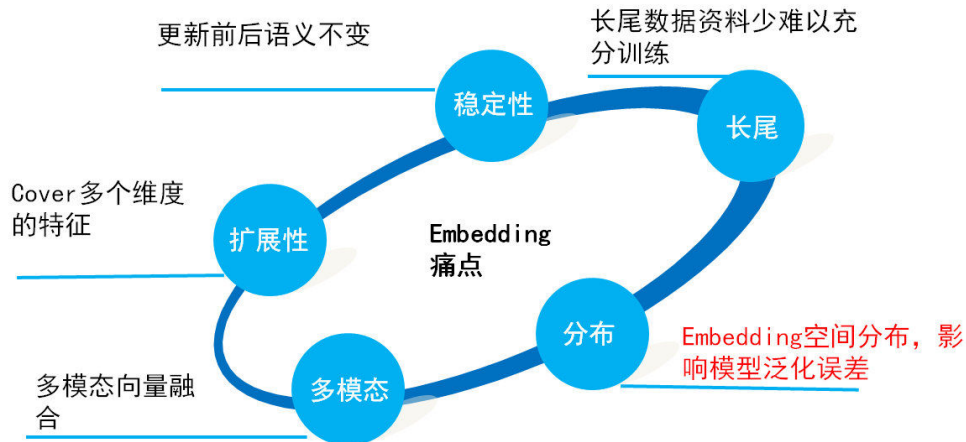 更新前后语义不变
长尾数据资料少难以充
分训练
稳定性
长尾
Cover多个维度
的特征
扩展性
Embedding
痛点
分布
Embedding空间分布，影
响模型泛化误差
多模态向量融
合
多模态